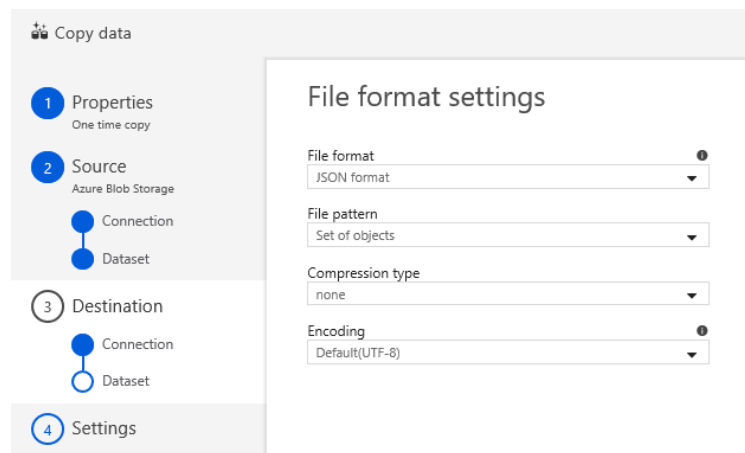 Copy data
1 Properties
One time copy
2 Source
Azure Blob Storage
Connection
Dataset
3 Destination
Connection
Dataset
4 Settings
File format settings
File format
JSON format
File pattern
Set of objects
Compression type
none
Encoding
Default(UTF-8)